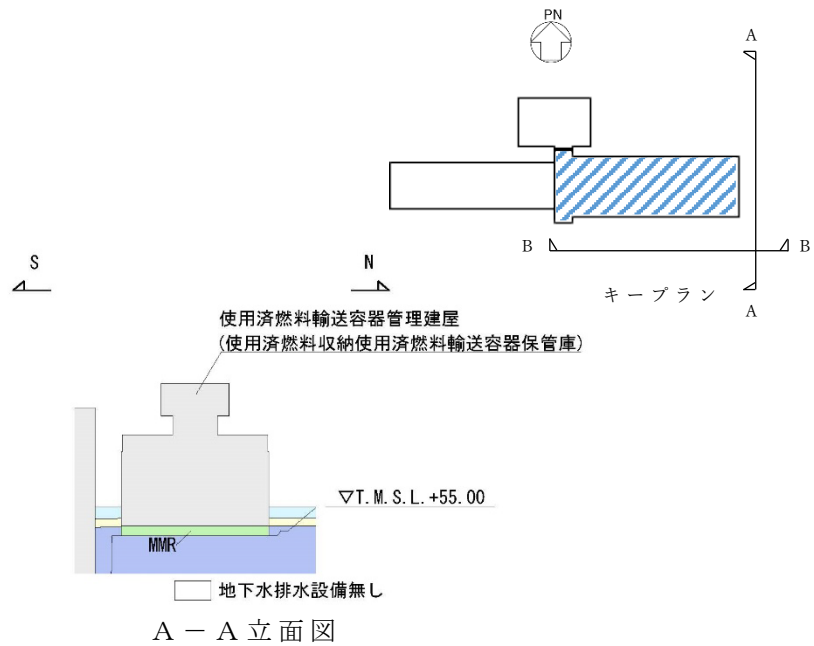 PN
A
B
B
キープラン
A
S
N
使用済燃料輸送容器管理建屋
(使用済燃料収納使用済燃料輸送容器保管庫)
▽T.M.S.L.+55.00
MMR
地下水排水設備無し
A－A立面図